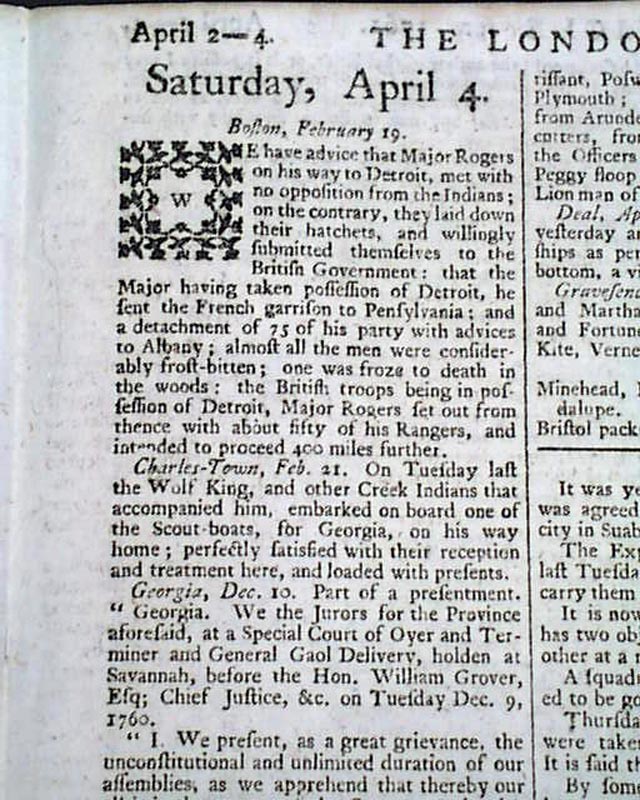 April 2—4.
THE LONDO
Saturday, April 4.
Boſton, February 19.
WE have advice that Major Rogers
on his way to Detroit, met with
no oppoſition from the Indians;
on the contrary, they laid down
their hatchets, and willingly
ſubmitted themſelves to the
Britiſh Government: that the
Major having taken poſſeſſion of Detroit, he
ſent the French garriſon to Penſylvania; and
a detachment of 75 of his party with advices
to Albany; almoſt all the men were conſider-
ably froſt-bitten; one was froze to death in
the woods: the Britiſh troops being in poſ-
ſeſſion of Detroit, Major Rogers ſet out from
thence with about fifty of his Rangers, and
intended to proceed 400 miles further.
Charles-Town, Feb. 21. On Tueſday laſt
the Wolf King, and other Creek Indians that
accompanied him, embarked on board one of
the Scout-boats, for Georgia, on his way
home; perfectly ſatisfied with their reception
and treatment here, and loaded with preſents.
Georgia, Dec. 10. Part of a preſentment.
" Georgia. We the Jurors for the Province
aforeſaid, at a Special Court of Oyer and Ter-
miner and General Gaol Delivery, holden at
Savannah, before the Hon. William Grover,
Eſq; Chief Juſtice, &c. on Tueſday Dec. 9,
1760.
" I. We preſent, as a great grievance, the
unconſtitutional and unlimited duration of our
aſſemblies, as we apprehend that thereby our
riſſant, Poſw
Plymouth;
from Arunde
cutters, fro
the Officers
Peggy ſloop
Lion man of
Deal, Ap
yeſterday a
ſhips as per
bottom, a vi
Graveſend
and Martha
and Fortun
Kite, Verne
Minehead,
dalupe.
Briſtol pack
It was ye
was agreed
city in Suab
The Exp
laſt Tueſda
carry them
It is now
has two ob
other at a
A ſquadr
ed to be go
Thurſda
were take
It is ſaid th
By ſom